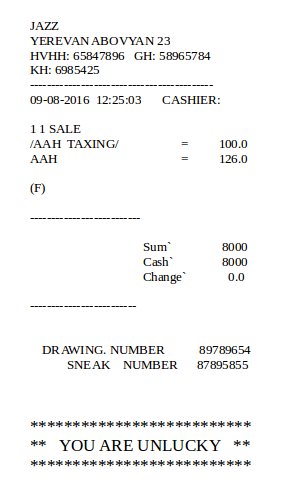 JAZZ
YEREVAN ABOVYAN 23
HVHH: 65847896 GH: 58965784
KH: 6985425
--------------------------------------------
09-08-2016 12:25:03 CASHIER:
1 1 SALE
/AAH TAXING/ = 100.0
AAH = 126.0
(F)
--------------------------
Sum` 8000
Cash` 8000
Change` 0.0
-------------------------
DRAWING. NUMBER 89789654
SNEAK NUMBER 87895855
**************************
** YOU ARE UNLUCKY **
**************************